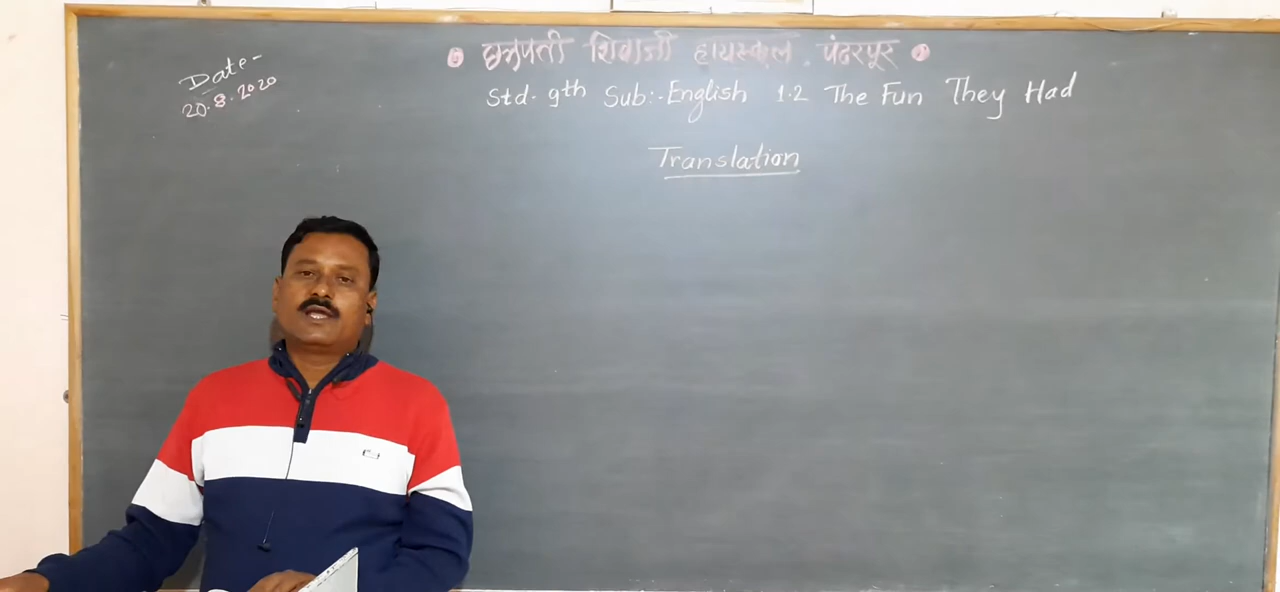 छत्रपती शिवाजी हायस्कूल. पंढरपूर
Date-
20.8.2020
Std- 9th Sub:- English 1.2 The Fun They Had
Translation